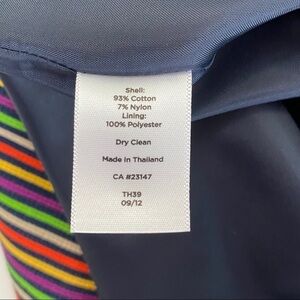 Shell:
93% Cotton
7% Nylon
Lining:
100% Polyester
Dry Clean
Made in Thailand
CA #23147
TH39
09/12